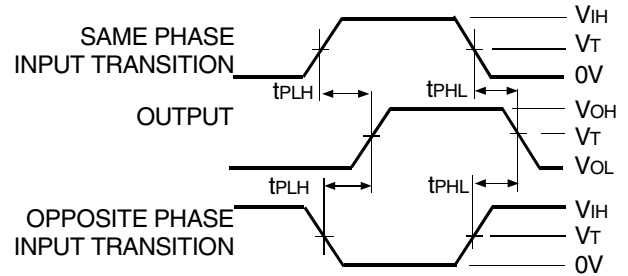 SAME PHASE
INPUT TRANSITION
VIH
VT
0V
tPLH
tPHL
OUTPUT
VOH
VT
VOL
tPLH
tPHL
OPPOSITE PHASE
INPUT TRANSITION
VIH
VT
0V